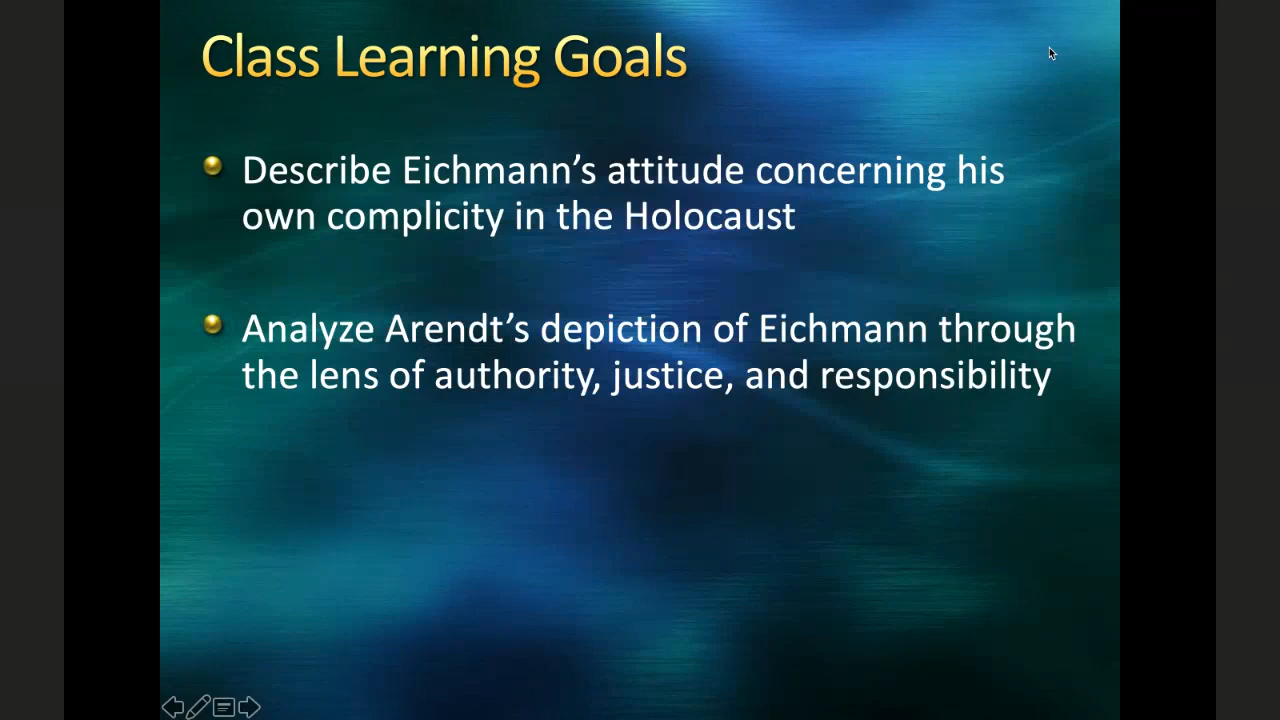 Class Learning Goals
Describe Eichmann’s attitude concerning his
own complicity in the Holocaust
Analyze Arendt’s depiction of Eichmann through
the lens of authority, justice, and responsibility